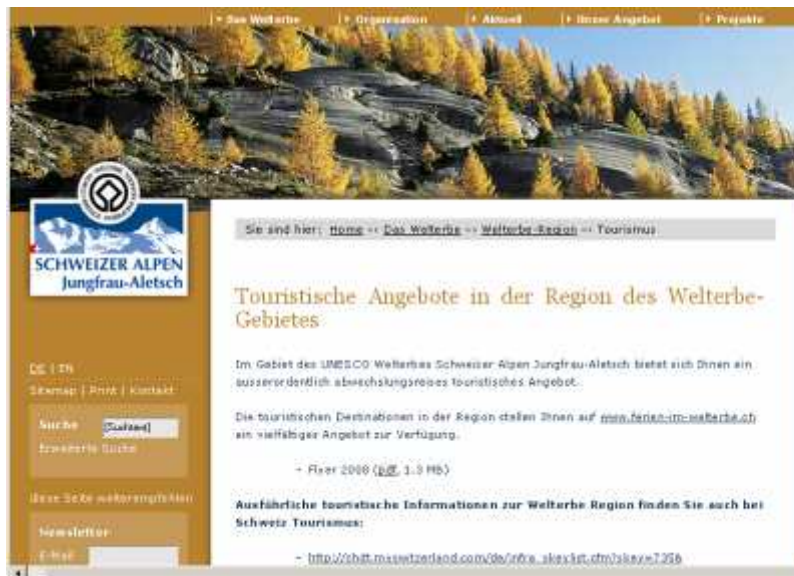 Das Welterbe Organisation Aktuell Unser Angebot Projekte
SCHWEIZER ALPEN
Jungfrau-Aletsch
Sie sind hier: Home -- Das Welterbe -- Welterbe-Region -- Tourismus
Touristische Angebote in der Region des Welterbe-
Gebietes
DE | EN
Sitemap | Print | Kontakt
Suche [Suchtext]
Erweiterte Suche
diese Seite weiterempfehlen
Newsletter
E-Mail
Im Gebiet des UNESCO Welterbes Schweizer Alpen Jungfrau-Aletsch bietet sich Ihnen ein
ausserordentlich abwechslungsreises touristisches Angebot.
Die touristischen Destinationen in der Region stellen Ihnen auf www.ferien-im-welterbe.ch
ein vielfältiges Angebot zur Verfügung.
- Flyer 2008 (pdf, 1.3 MB)
Ausführliche touristische Informationen zur Welterbe Region finden Sie auch bei
Schweiz Tourismus: